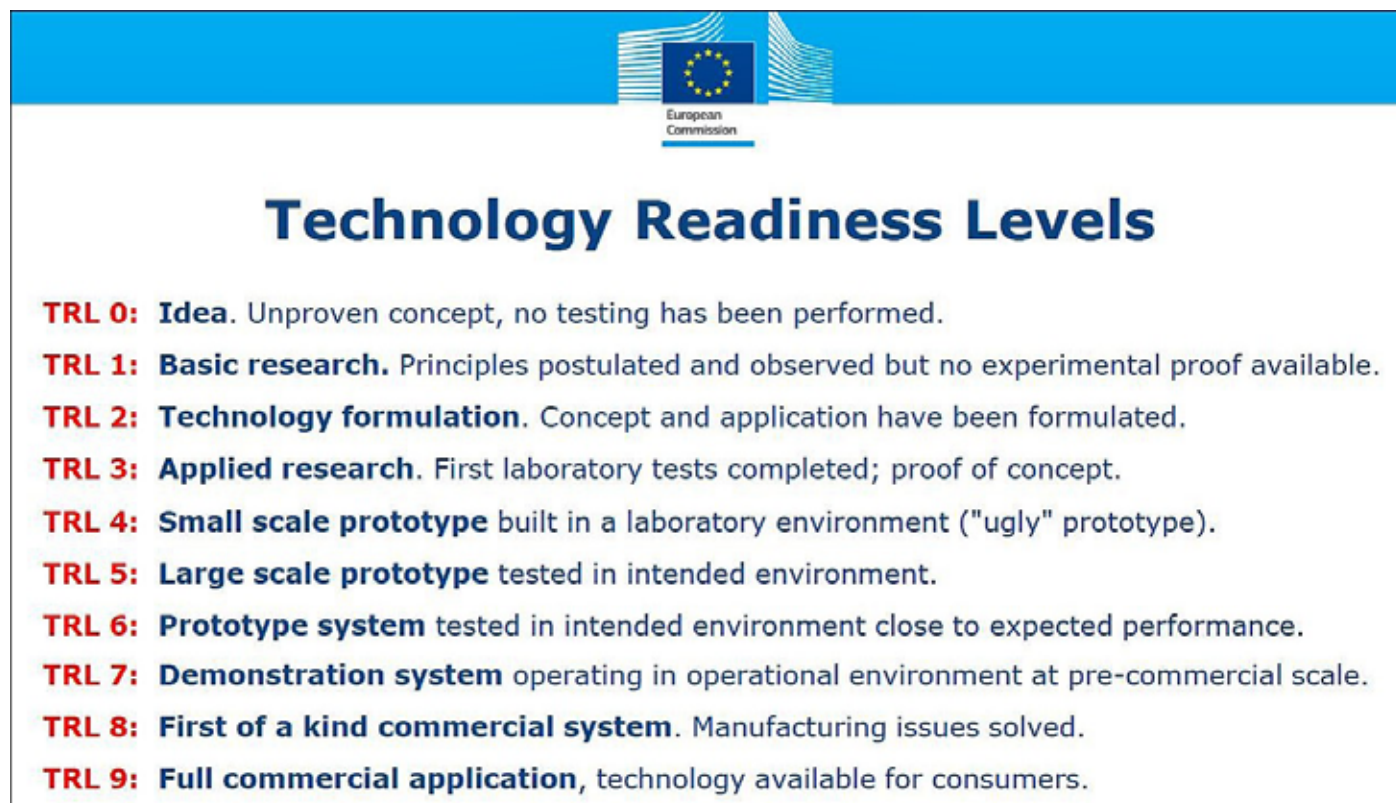 European
Commission
Technology Readiness Levels
TRL 0: Idea. Unproven concept, no testing has been performed.
TRL 1: Basic research. Principles postulated and observed but no experimental proof available.
TRL 2: Technology formulation. Concept and application have been formulated.
TRL 3: Applied research. First laboratory tests completed; proof of concept.
TRL 4: Small scale prototype built in a laboratory environment ("ugly" prototype).
TRL 5: Large scale prototype tested in intended environment.
TRL 6: Prototype system tested in intended environment close to expected performance.
TRL 7: Demonstration system operating in operational environment at pre-commercial scale.
TRL 8: First of a kind commercial system. Manufacturing issues solved.
TRL 9: Full commercial application, technology available for consumers.